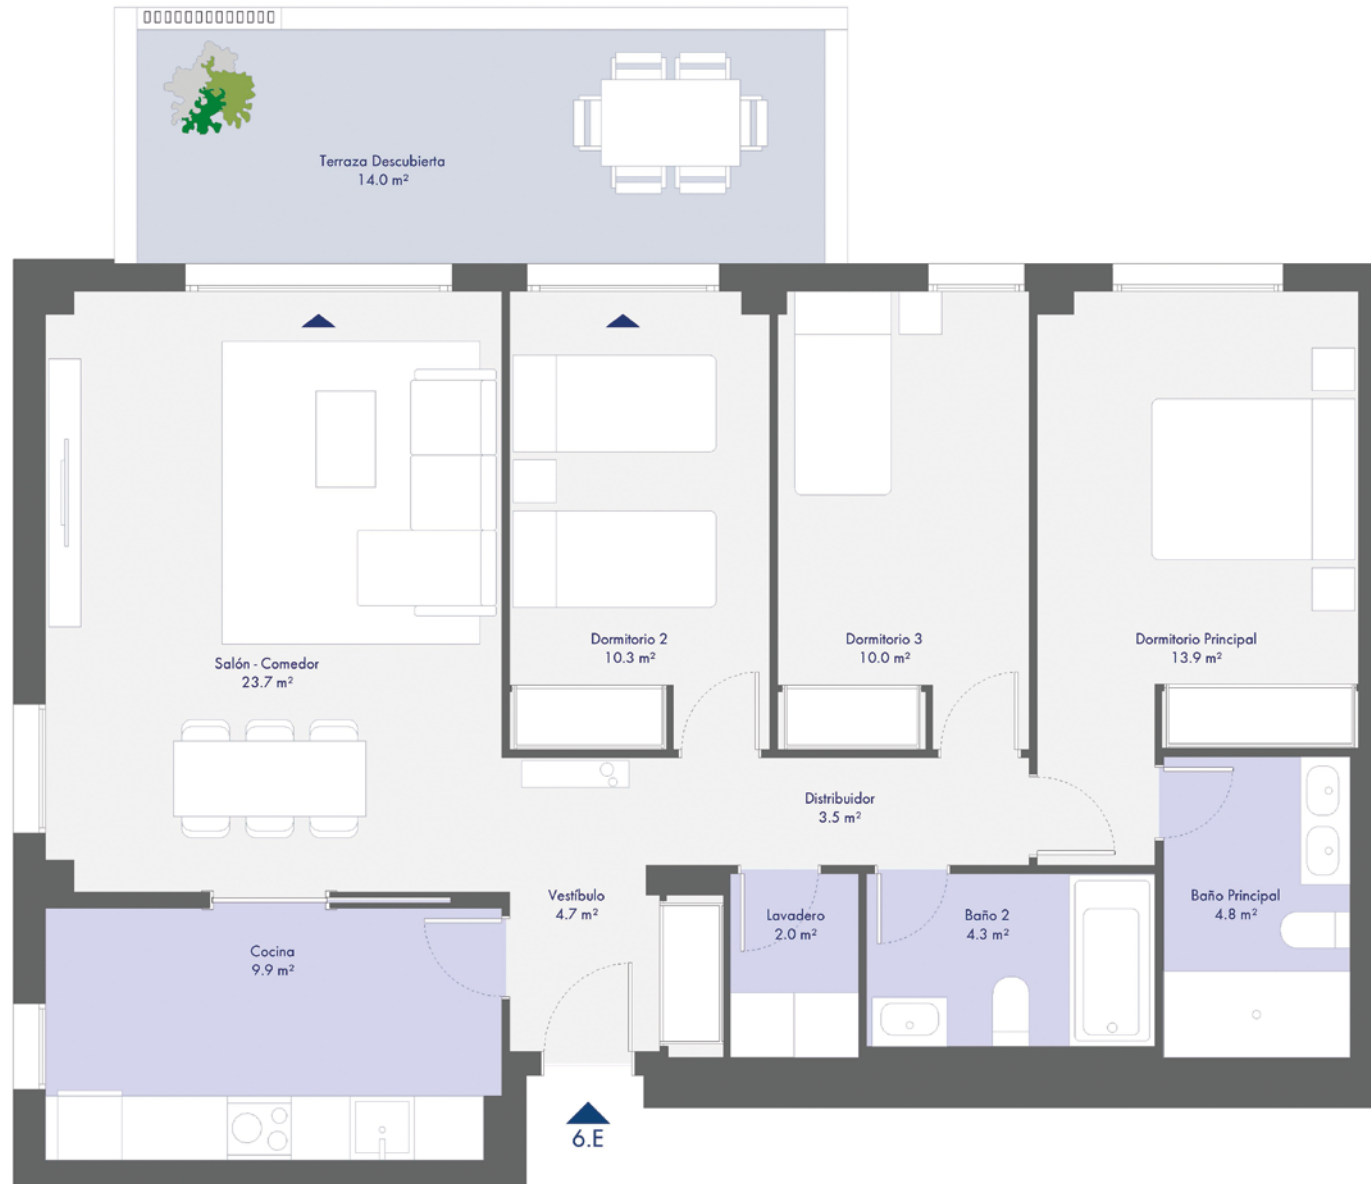 Terraza Descubierta
14.0 m²
Dormitorio 2
10.3 m²
Dormitorio 3
10.0 m²
Dormitorio Principal
13.9 m²
Salón - Comedor
23.7 m²
Distribuidor
3.5 m²
Vestíbulo
4.7 m²
Lavadero
2.0 m²
Baño 2
4.3 m²
Baño Principal
4.8 m²
Cocina
9.9 m²
6.E